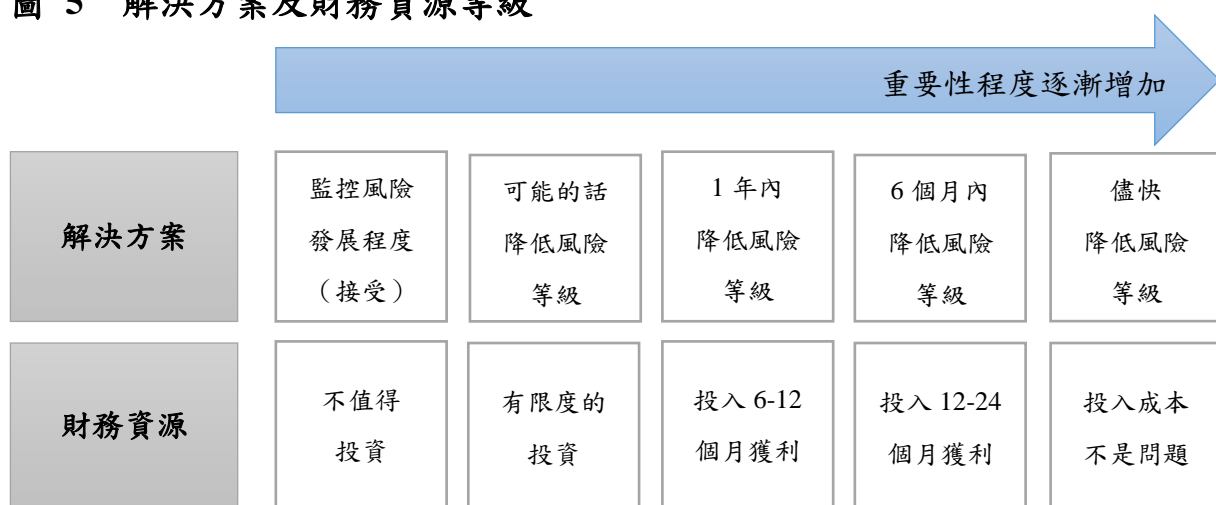 圖 5 解決方案及財務資源等級
重要性程度逐漸增加
解決方案
監控風險
發展程度
（接受）
可能的話
降低風險
等級
1 年內
降低風險
等級
6 個月內
降低風險
等級
儘快
降低風險
等級
財務資源
不值得
投資
有限度的
投資
投入 6-12
個月獲利
投入 12-24
個月獲利
投入成本
不是問題